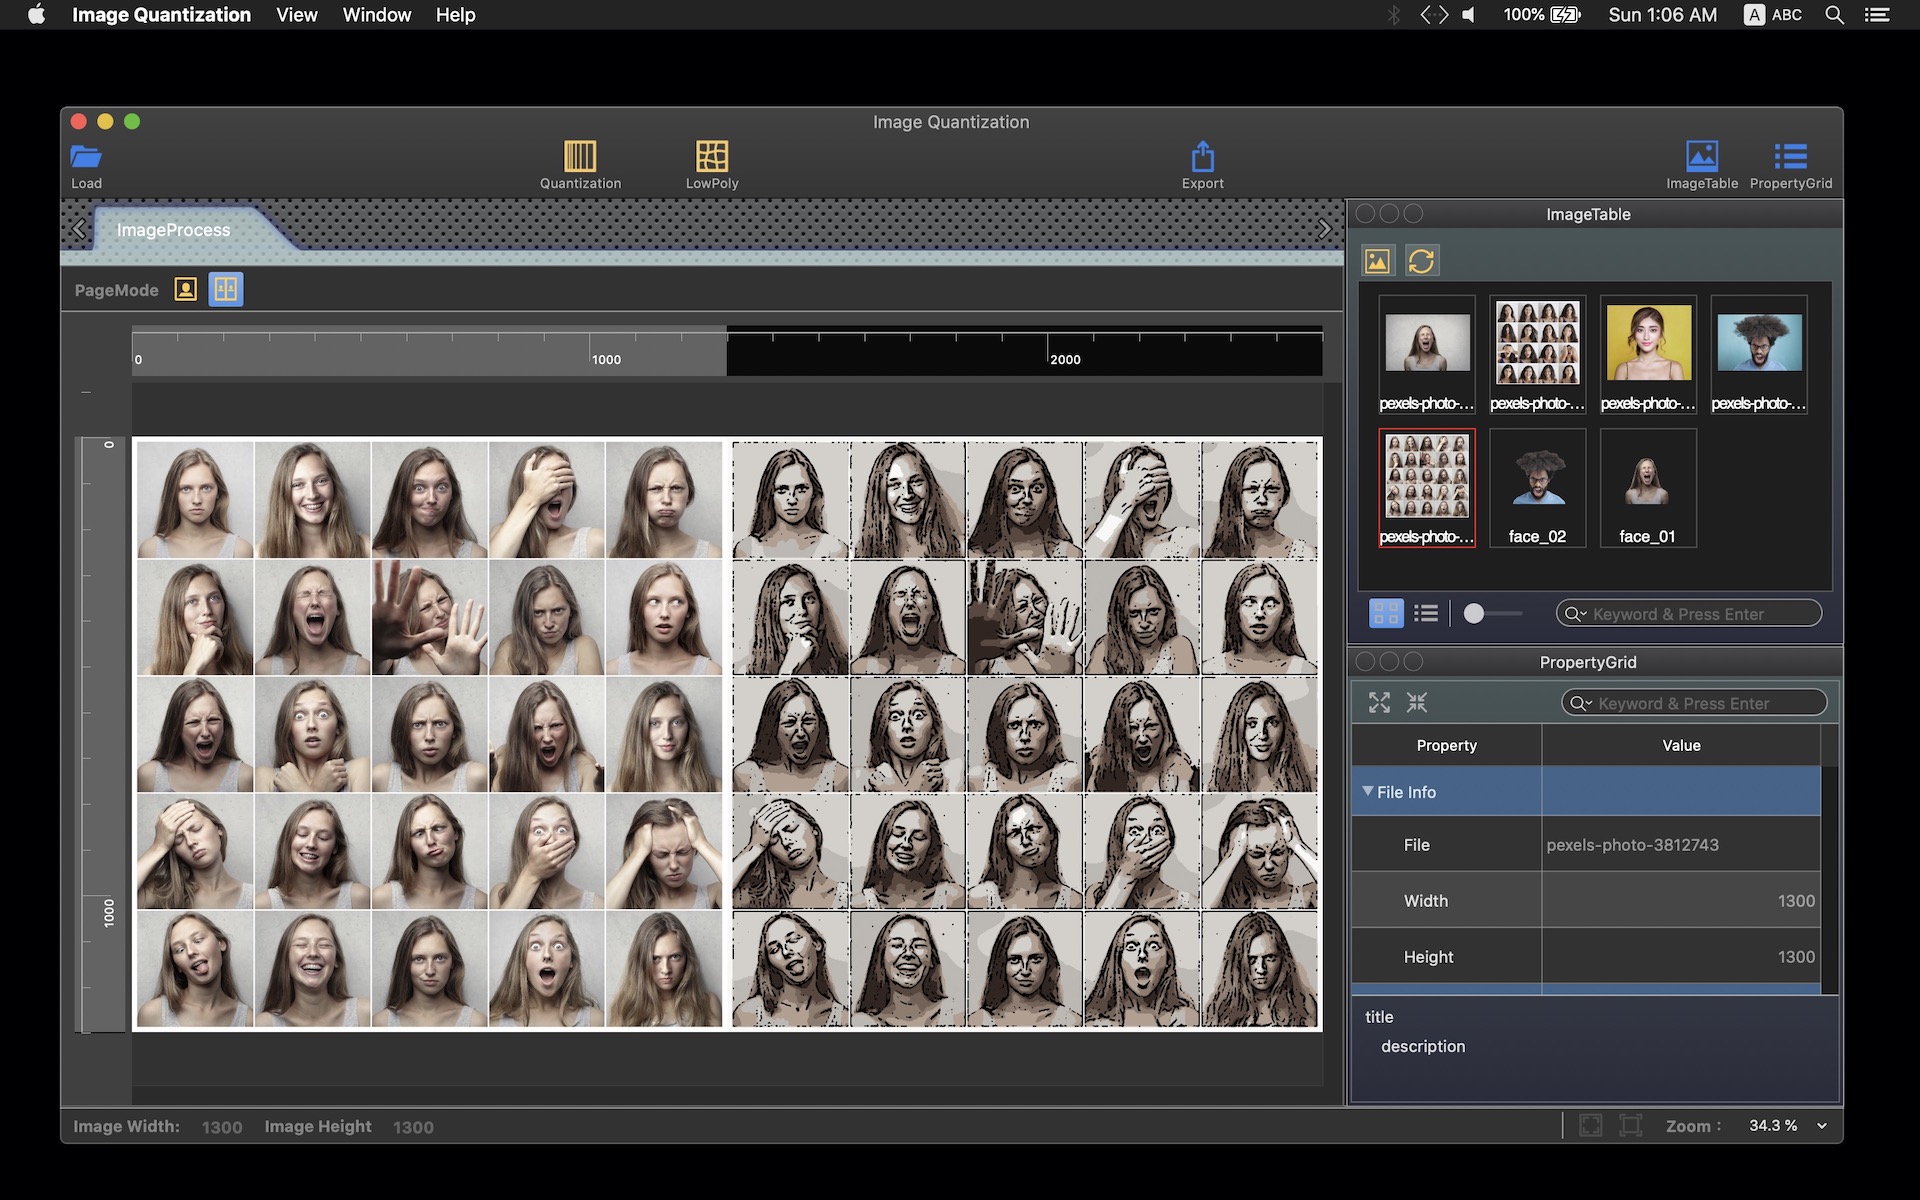 Image Quantization View Window Help
100% Sun 1:06 AM A ABC
Image Quantization
Load
Quantization
LowPoly
Export
ImageTable
PropertyGrid
ImageProcess
PageMode
0
1000
2000
0
1000
ImageTable
pexels-photo-...
pexels-photo-...
pexels-photo-...
pexels-photo-...
pexels-photo-...
face_02
face_01
Keyword & Press Enter
PropertyGrid
Keyword & Press Enter
Property Value
File Info
File pexels-photo-3812743
Width 1300
Height 1300
title
description
Image Width: 1300 Image Height 1300
Zoom : 34.3 %